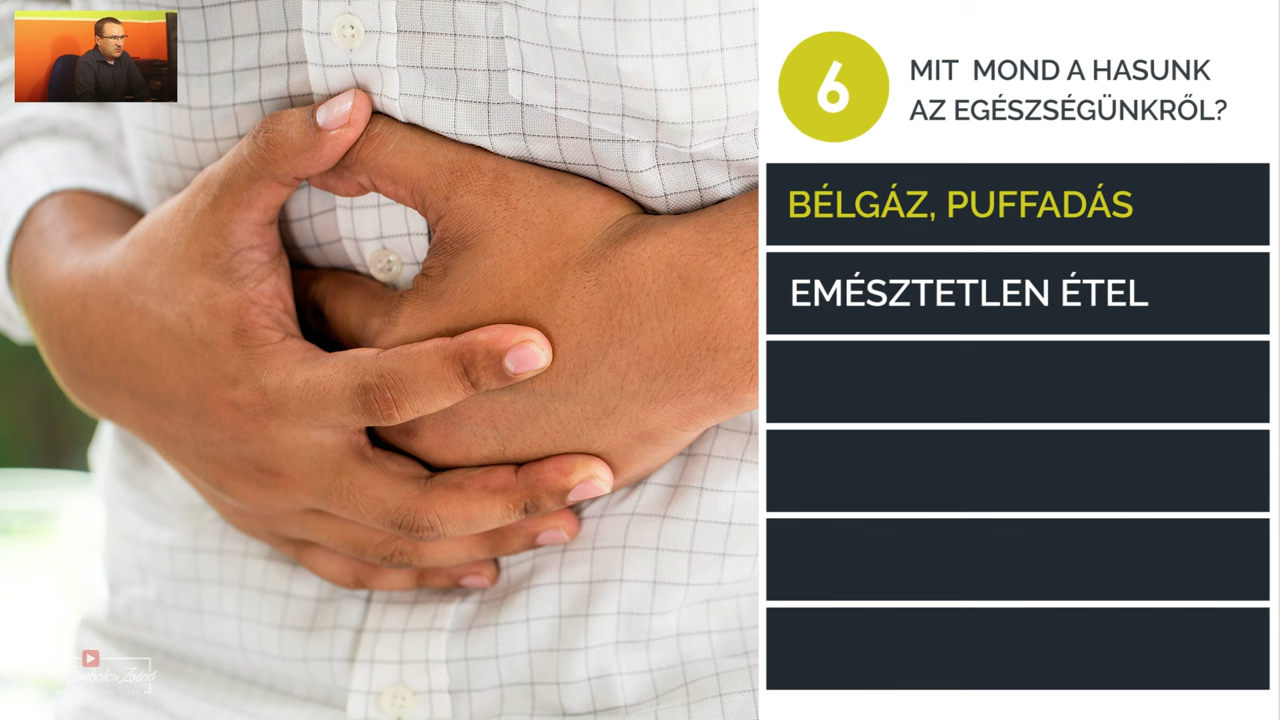 6
MIT MOND A HASUNK
AZ EGÉSZSÉGÜNKRŐL?
BÉLGÁZ, PUFFADÁS
EMÉSZTETLEN ÉTEL